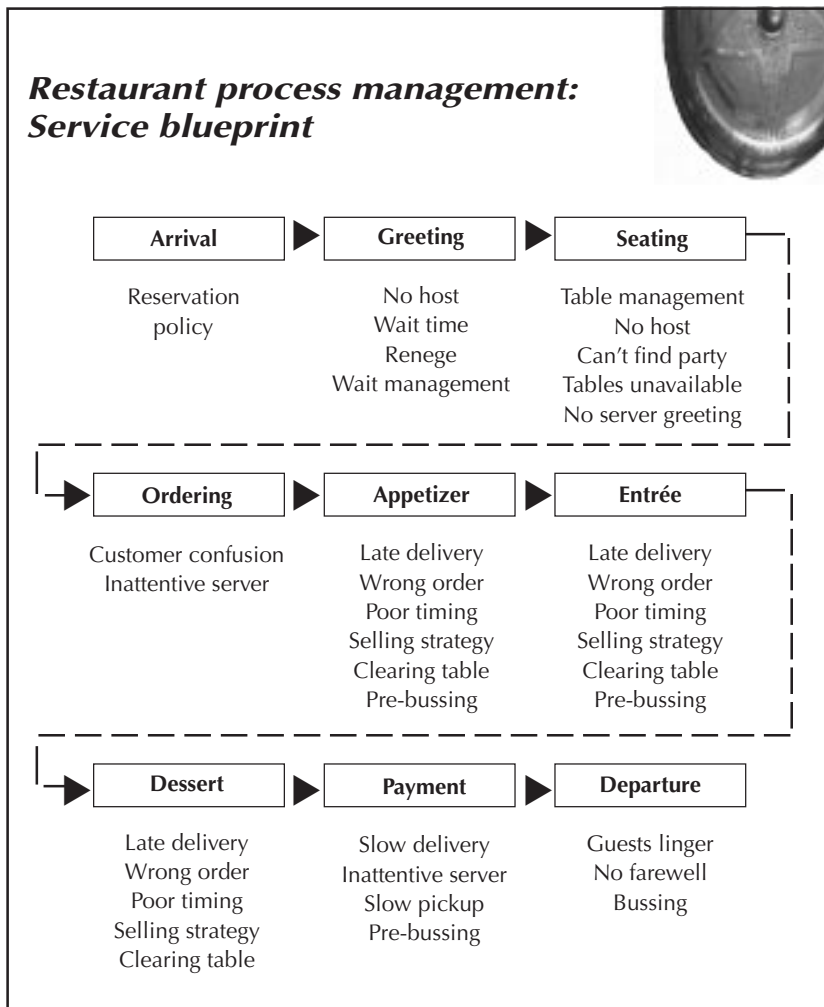 Restaurant process management:
Service blueprint
Arrival
Reservation
policy
Greeting
No host
Wait time
Renege
Wait management
Seating
Table management
No host
Can't find party
Tables unavailable
No server greeting
Ordering
Customer confusion
Inattentive server
Appetizer
Late delivery
Wrong order
Poor timing
Selling strategy
Clearing table
Pre-bussing
Entrée
Late delivery
Wrong order
Poor timing
Selling strategy
Clearing table
Pre-bussing
Dessert
Late delivery
Wrong order
Poor timing
Selling strategy
Clearing table
Payment
Slow delivery
Inattentive server
Slow pickup
Pre-bussing
Departure
Guests linger
No farewell
Bussing